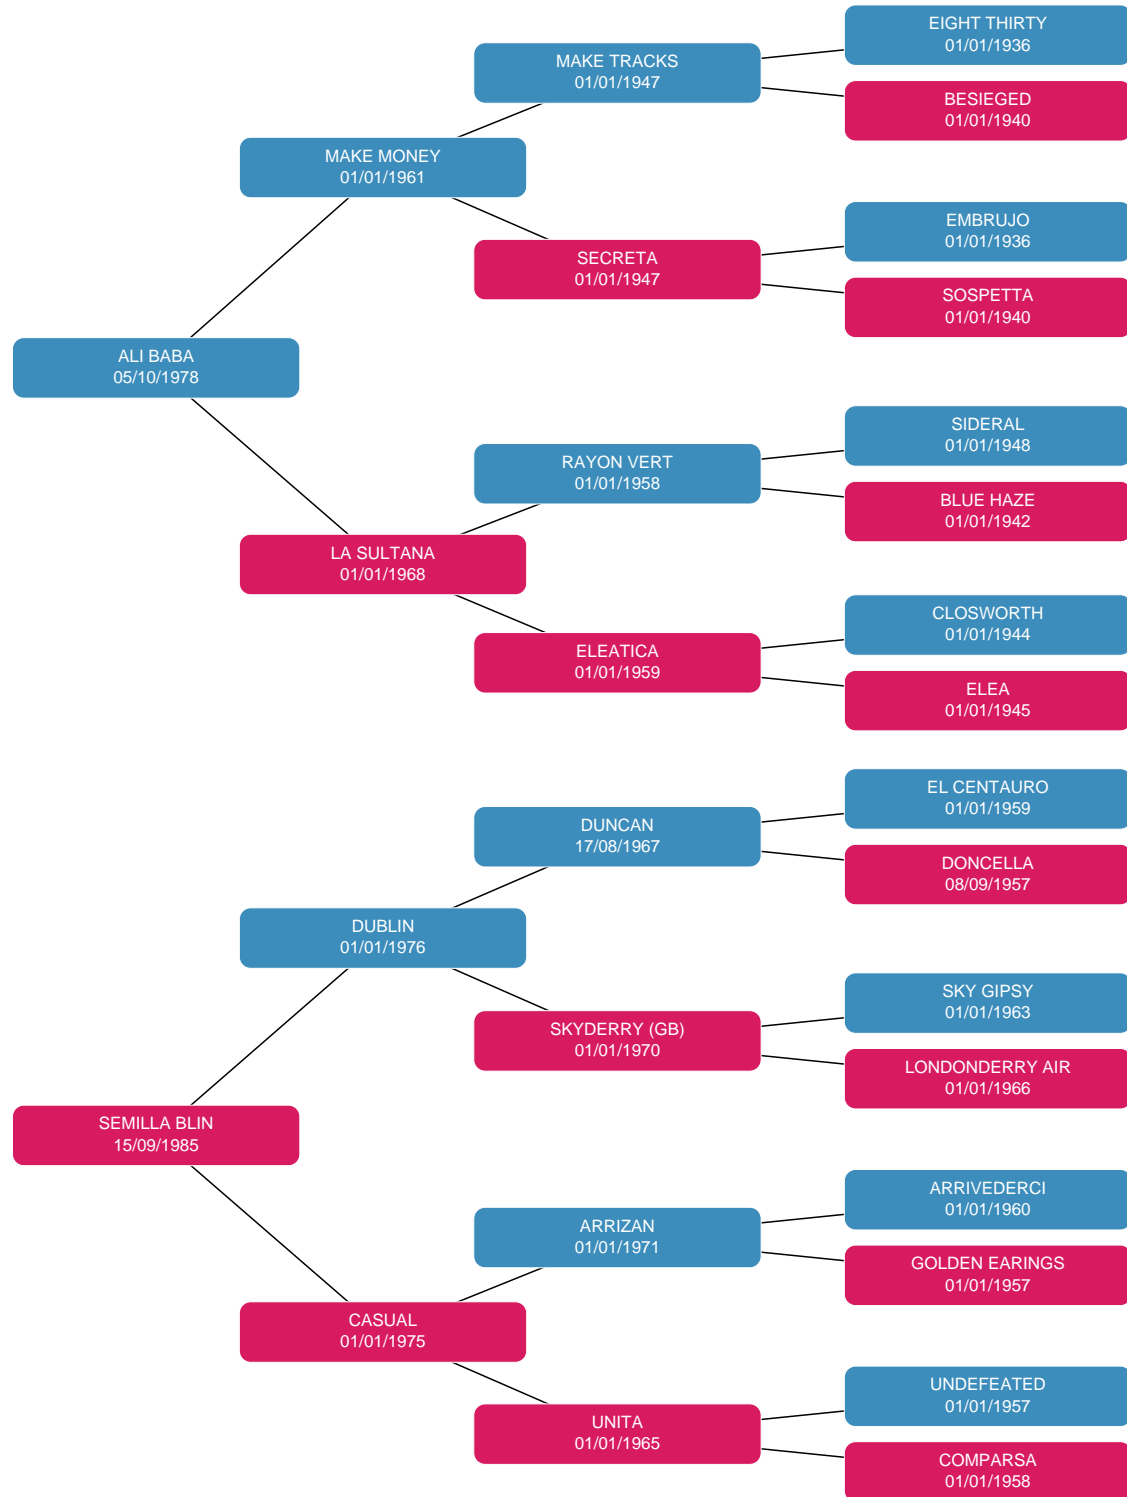 EIGHT THIRTY
01/01/1936
MAKE TRACKS
01/01/1947
BESIEGED
01/01/1940
MAKE MONEY
01/01/1961
EMBRUJO
01/01/1936
SECRETA
01/01/1947
SOSPETTA
01/01/1940
ALI BABA
05/10/1978
SIDERAL
01/01/1948
RAYON VERT
01/01/1958
BLUE HAZE
01/01/1942
LA SULTANA
01/01/1968
CLOSWORTH
01/01/1944
ELEATICA
01/01/1959
ELEA
01/01/1945
EL CENTAURO
01/01/1959
DUNCAN
17/08/1967
DONCELLA
08/09/1957
DUBLIN
01/01/1976
SKY GIPSY
01/01/1963
SKYDERRY (GB)
01/01/1970
LONDONDERRY AIR
01/01/1966
SEMILLA BLIN
15/09/1985
ARRIVEDERCI
01/01/1960
ARRIZAN
01/01/1971
GOLDEN EARINGS
01/01/1957
CASUAL
01/01/1975
UNDEFEATED
01/01/1957
UNITA
01/01/1965
COMPARSA
01/01/1958